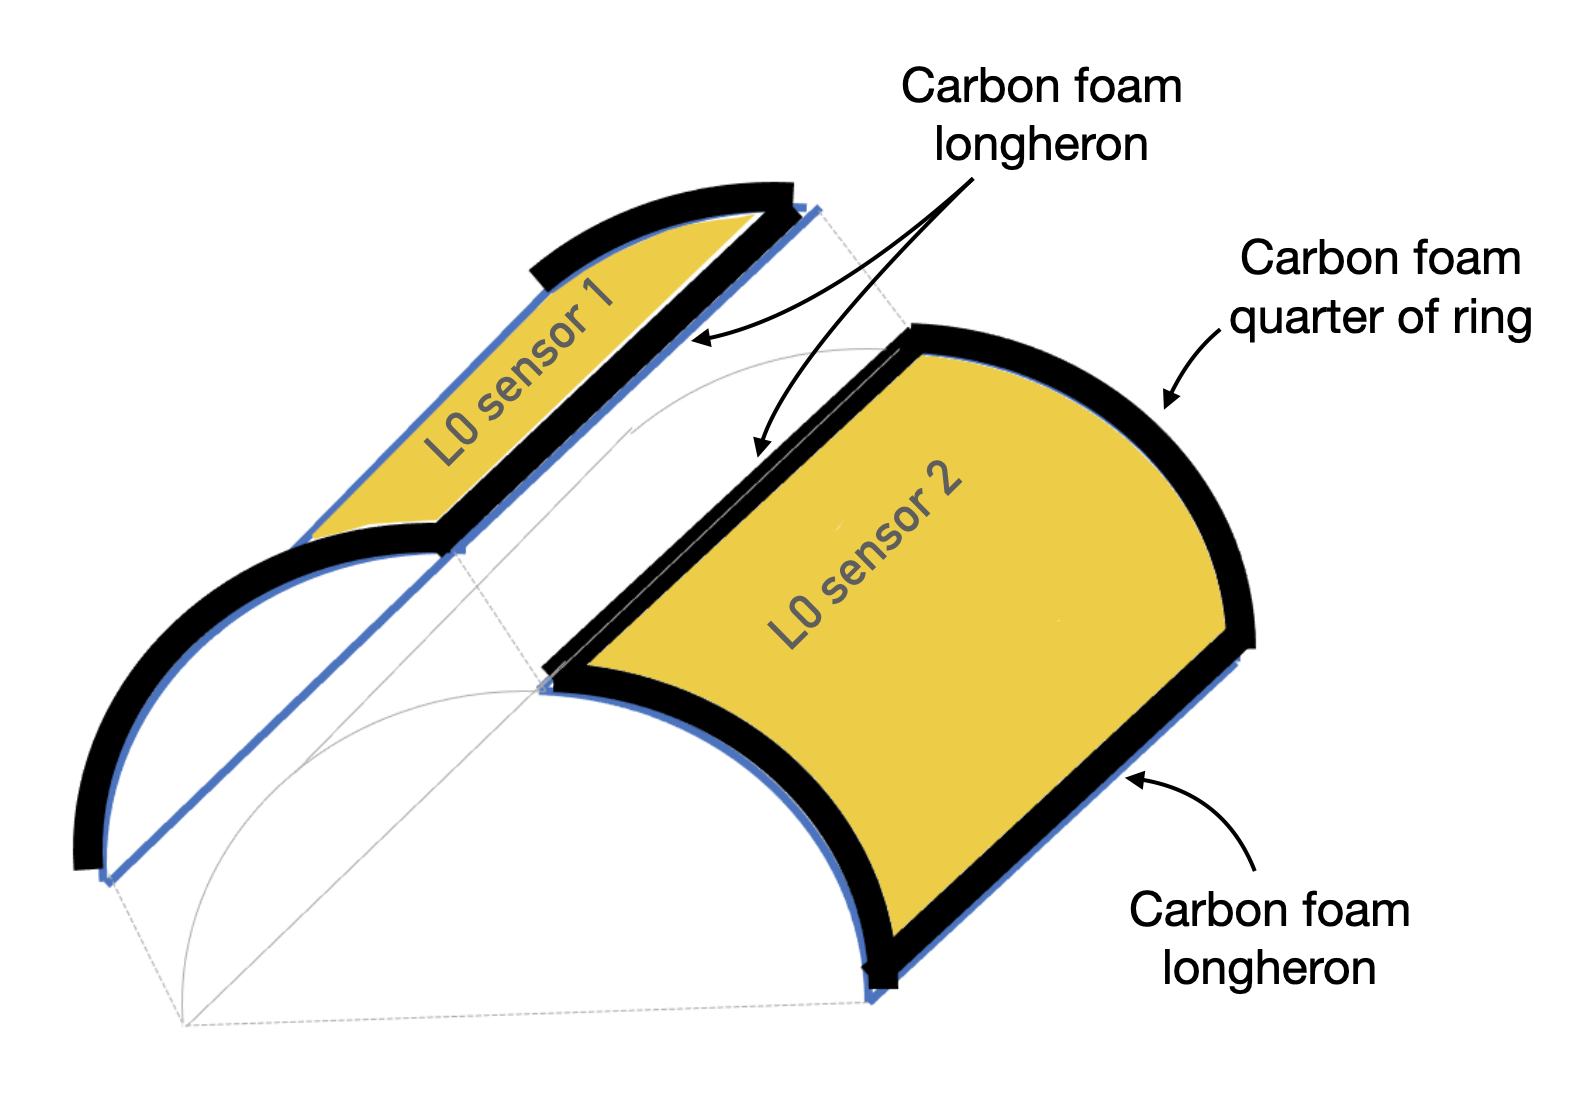 Carbon foam
longheron
Carbon foam
quarter of ring
L0 sensor 1
L0 sensor 2
Carbon foam
longheron